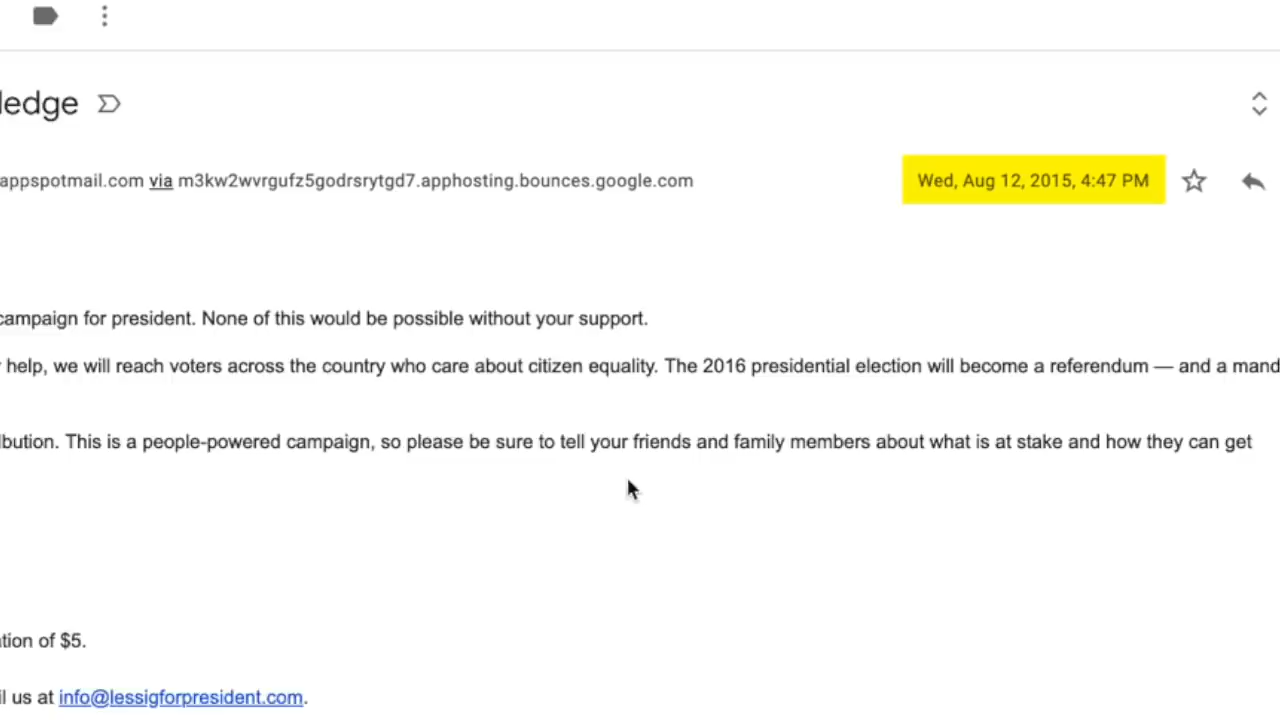 ledge
appspotmail.com via m3kw2wvrgufz5godrsrytgd7.apphosting.bounces.google.com Wed, Aug 12, 2015, 4:47 PM
campaign for president. None of this would be possible without your support.
help, we will reach voters across the country who care about citizen equality. The 2016 presidential election will become a referendum — and a mand
bution. This is a people-powered campaign, so please be sure to tell your friends and family members about what is at stake and how they can get
tion of $5.
il us at info@lessigforpresident.com.